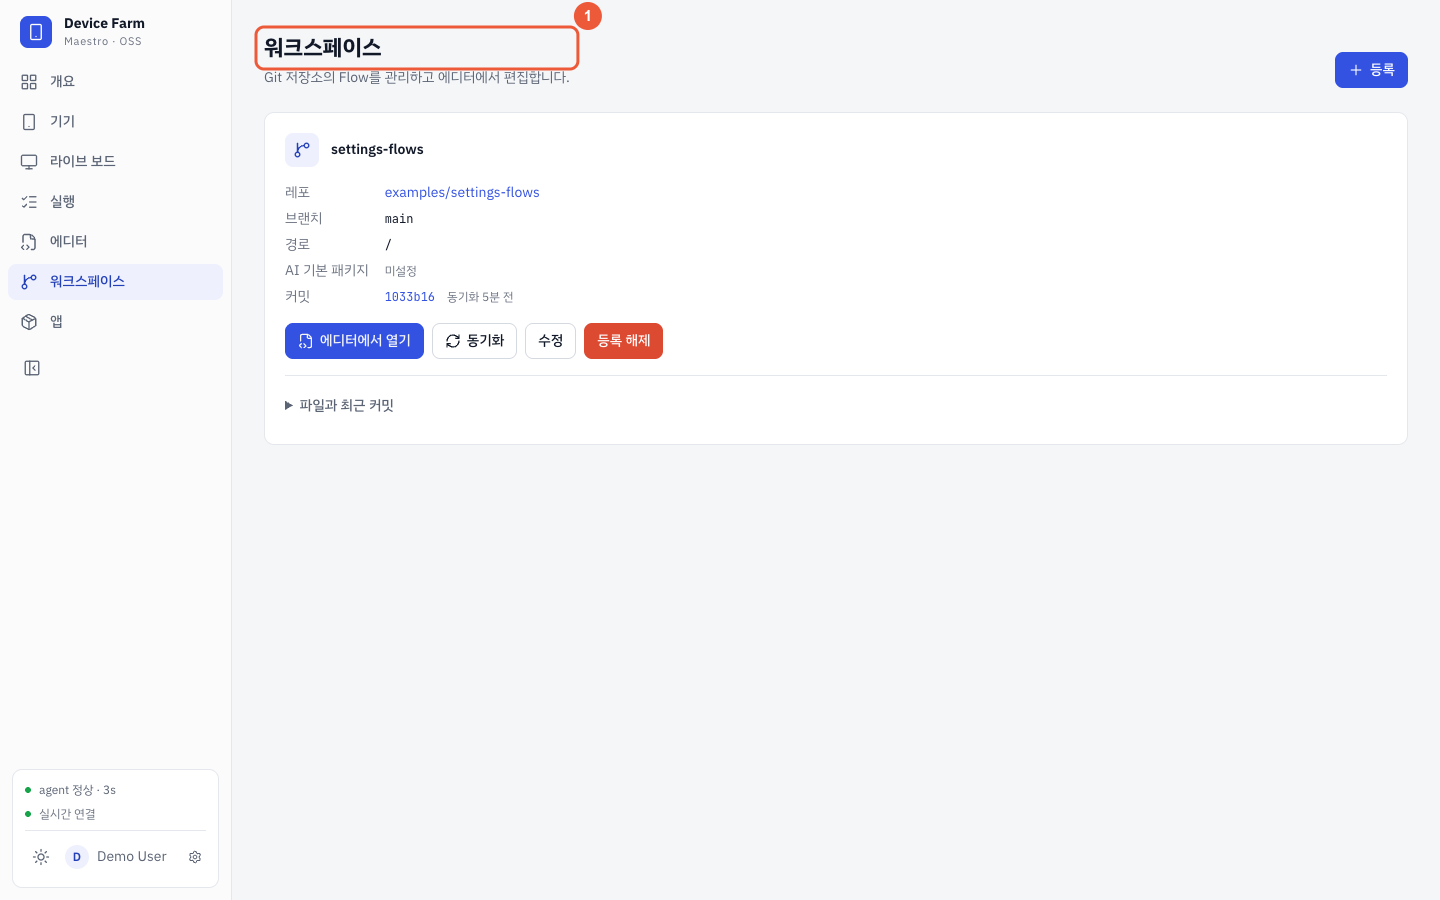 Device Farm
Maestro · OSS
개요
기기
라이브 보드
실행
에디터
워크스페이스
앱
agent 정상 · 3s
실시간 연결
D Demo User
1
워크스페이스
Git 저장소의 Flow를 관리하고 에디터에서 편집합니다.
등록
settings-flows
레포 examples/settings-flows
브랜치 main
경로 /
AI 기본 패키지 미설정
커밋 1033b16 동기화 5분 전
에디터에서 열기 동기화 수정 등록 해제
파일과 최근 커밋